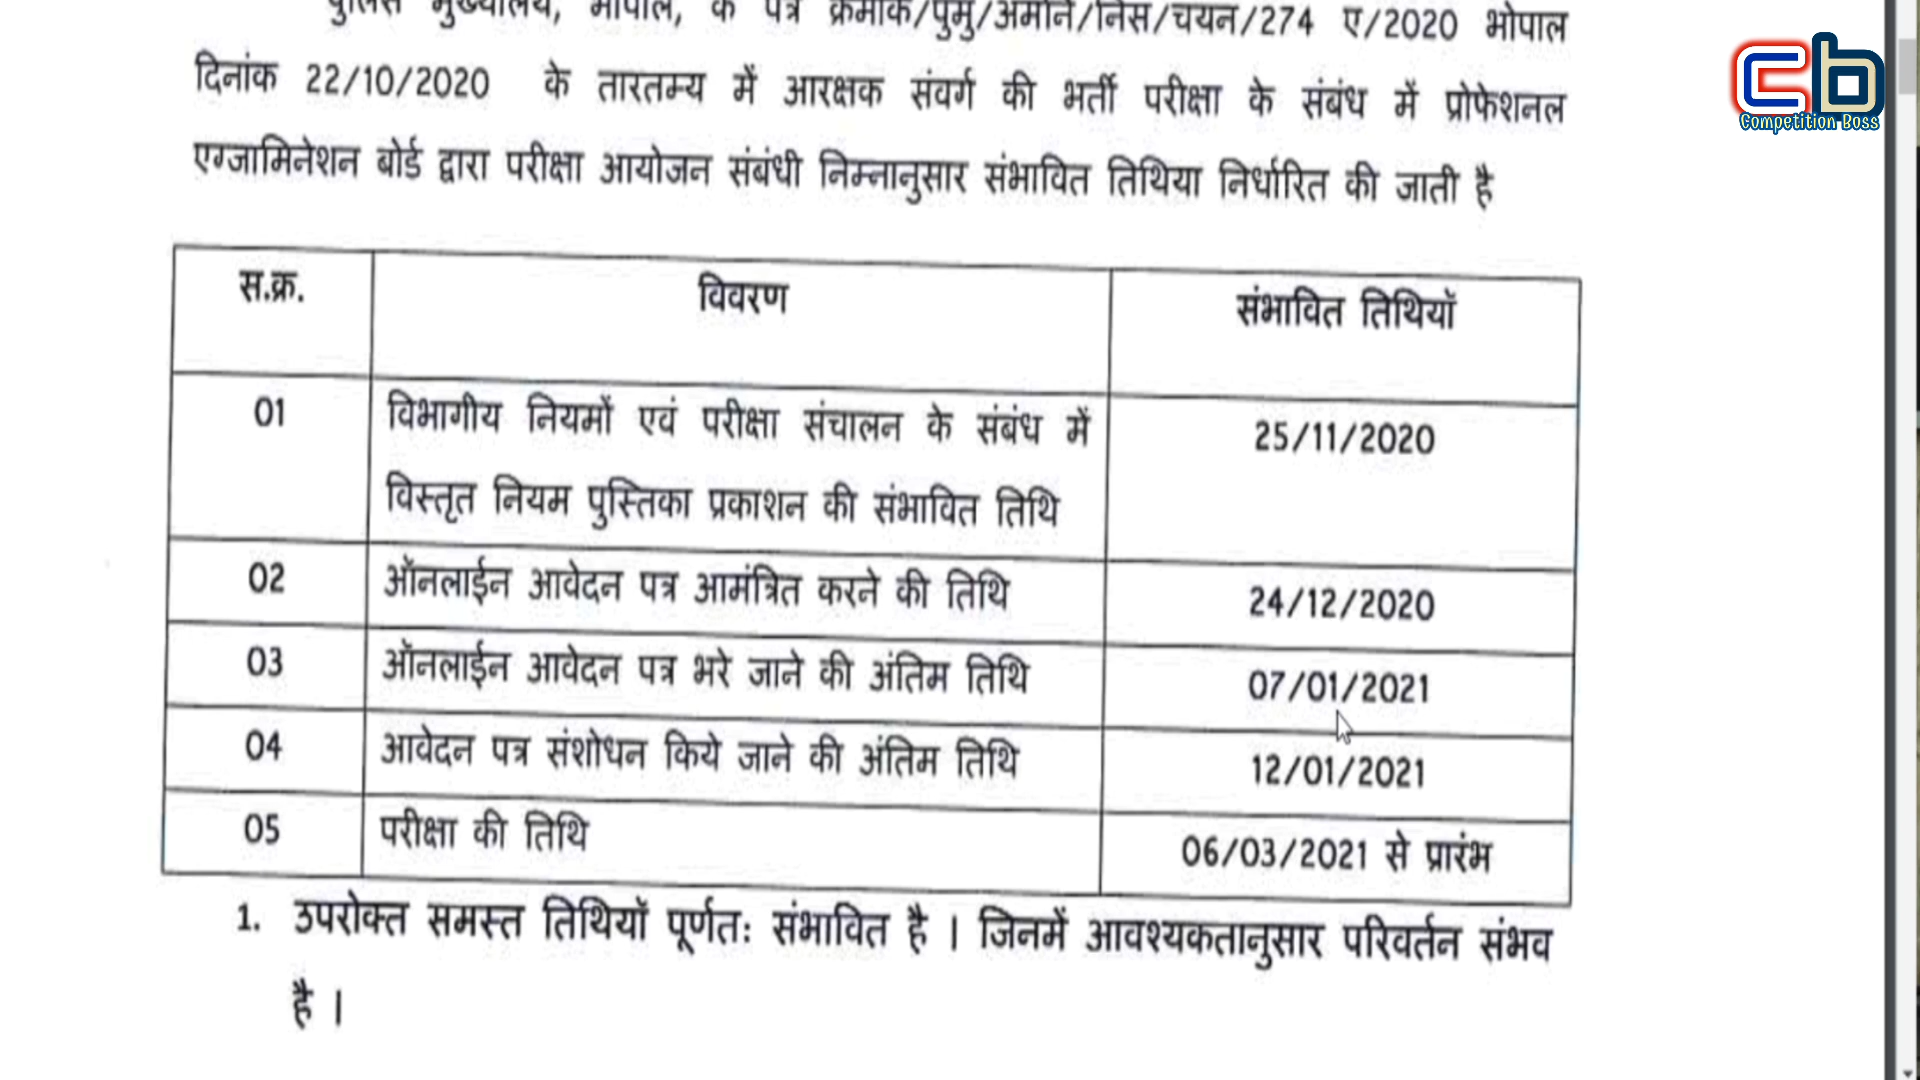 पुलिस मुख्यालय, भोपाल, के पत्र क्रमांक/पुमु/अमनि/निस/चयन/274 ए/2020 भोपाल
दिनांक 22/10/2020 के तारतम्य में आरक्षक संवर्ग की भर्ती परीक्षा के संबंध में प्रोफेशनल
एग्जामिनेशन बोर्ड द्वारा परीक्षा आयोजन संबंधी निम्नानुसार संभावित तिथिया निर्धारित की जाती है
स.क्र. विवरण संभावित तिथियॉ
01 विभागीय नियमों एवं परीक्षा संचालन के संबंध में 25/11/2020
विस्तृत नियम पुस्तिका प्रकाशन की संभावित तिथि
02 ऑनलाईन आवेदन पत्र आमंत्रित करने की तिथि 24/12/2020
03 ऑनलाईन आवेदन पत्र भरे जाने की अंतिम तिथि 07/01/2021
04 आवेदन पत्र संशोधन किये जाने की अंतिम तिथि 12/01/2021
05 परीक्षा की तिथि 06/03/2021 से प्रारंभ
1. उपरोक्त समस्त तिथियॉ पूर्णतः संभावित है । जिनमें आवश्यकतानुसार परिवर्तन संभव
है ।
cb
Competition Boss